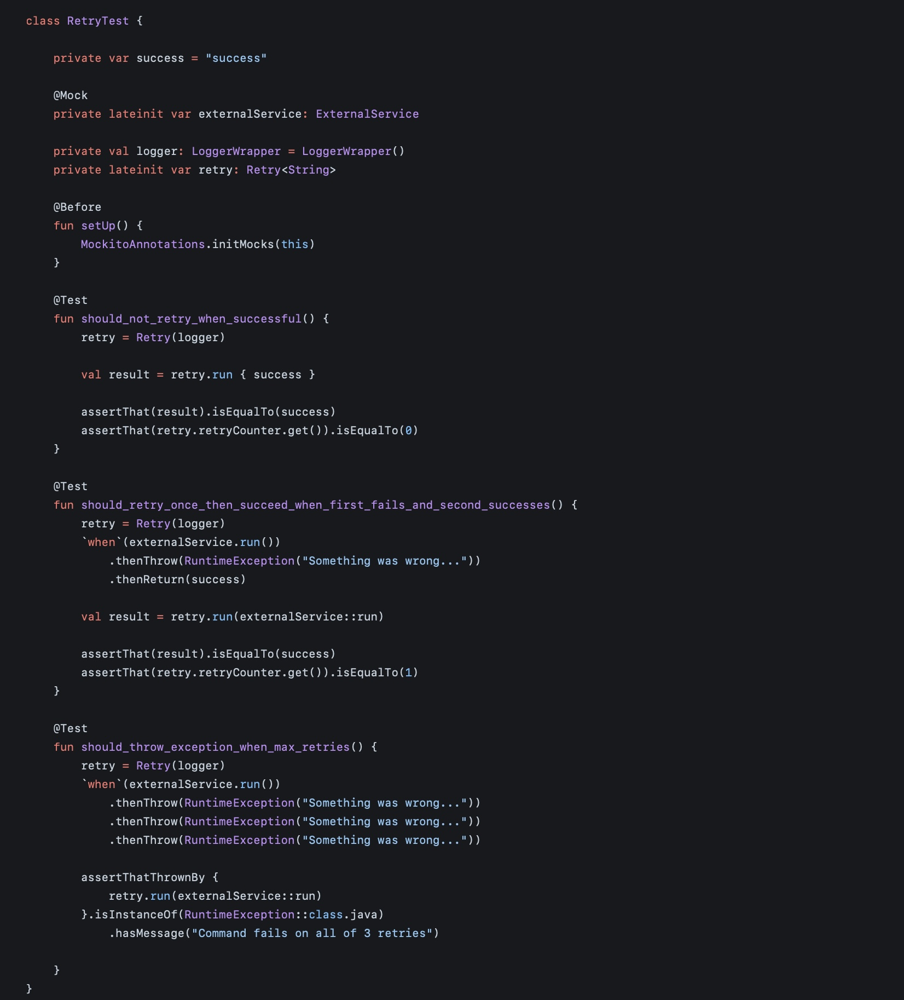 class RetryTest {
private var success = "success"
@Mock
private lateinit var externalService: ExternalService
private val logger: LoggerWrapper = LoggerWrapper()
private lateinit var retry: Retry<String>
@Before
fun setUp() {
MockitoAnnotations.initMocks(this)
}
@Test
fun should_not_retry_when_successful() {
retry = Retry(logger)
val result = retry.run { success }
assertThat(result).isEqualTo(success)
assertThat(retry.retryCounter.get()).isEqualTo(0)
}
@Test
fun should_retry_once_then_succeed_when_first_fails_and_second_successes() {
retry = Retry(logger)
`when`(externalService.run())
.thenThrow(RuntimeException("Something was wrong..."))
.thenReturn(success)
val result = retry.run(externalService::run)
assertThat(result).isEqualTo(success)
assertThat(retry.retryCounter.get()).isEqualTo(1)
}
@Test
fun should_throw_exception_when_max_retries() {
retry = Retry(logger)
`when`(externalService.run())
.thenThrow(RuntimeException("Something was wrong..."))
.thenThrow(RuntimeException("Something was wrong..."))
.thenThrow(RuntimeException("Something was wrong..."))
assertThatThrownBy {
retry.run(externalService::run)
}.isInstanceOf(RuntimeException::class.java)
.hasMessage("Command fails on all of 3 retries")
}
}